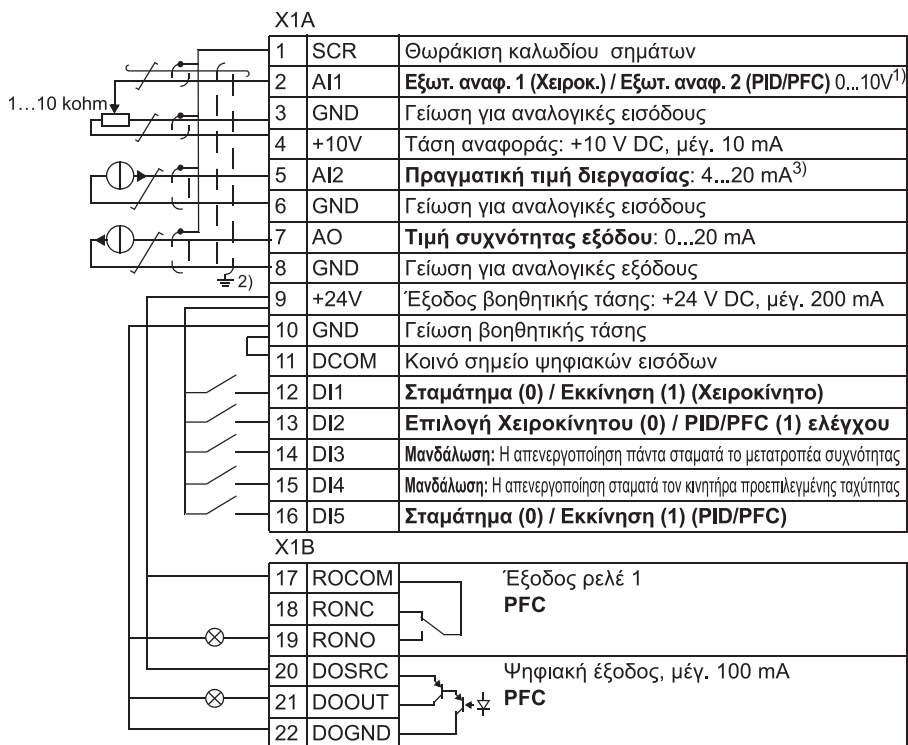 X1A
1 SCR Θωράκιση καλωδίου σημάτων
2 AI1 Εξωτ. αναφ. 1 (Χειροκ.) / Εξωτ. αναφ. 2 (PID/PFC) 0...10V1)
1…10 kohm
3 GND Γείωση για αναλογικές εισόδους
4 +10V Τάση αναφοράς: +10 V DC, μέγ. 10 mA
5 AI2 Πραγματική τιμή διεργασίας: 4...20 mA3)
6 GND Γείωση για αναλογικές εισόδους
7 AO Τιμή συχνότητας εξόδου: 0...20 mA
8 GND Γείωση για αναλογικές εξόδους
2)
9 +24V Έξοδος βοηθητικής τάσης: +24 V DC, μέγ. 200 mA
10 GND Γείωση βοηθητικής τάσης
11 DCOM Κοινό σημείο ψηφιακών εισόδων
12 DI1 Σταμάτημα (0) / Εκκίνηση (1) (Χειροκίνητο)
13 DI2 Επιλογή Χειροκίνητου (0) / PID/PFC (1) ελέγχου
14 DI3 Μανδάλωση: Η απενεργοποίηση πάντα σταματά το μετατροπέα συχνότητας
15 DI4 Μανδάλωση: Η απενεργοποίηση σταματά τον κινητήρα προεπιλεγμένης ταχύτητας
16 DI5 Σταμάτημα (0) / Εκκίνηση (1) (PID/PFC)
X1B
17 ROCOM Έξοδος ρελέ 1
18 RONC PFC
19 RONO
20 DOSRC Ψηφιακή έξοδος, μέγ. 100 mA
21 DOOUT PFC
22 DOGND